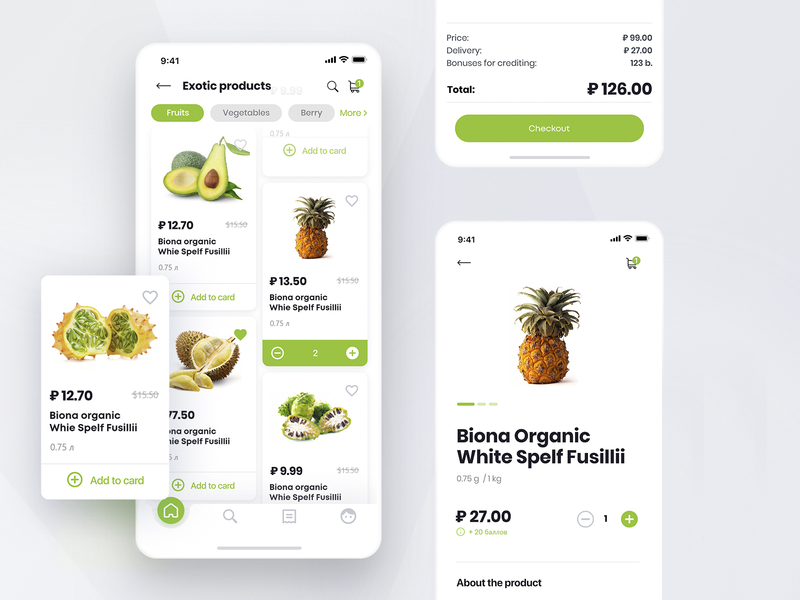 9:41
Exotic products
₽ 9.99
1
Fruits
Vegetables
Berry
More
₽ 12.70
$15.50
Biona organic
Whie Spelf Fusillii
0.75 л
Add to card
77.50
na organic
Spelf Fusillii
5 л
Add to card
0.75 л
Add to card
₽ 13.50
$15.50
Biona organic
Whie Spelf Fusillii
0.75 л
2
₽ 9.99
$15.50
Biona organic
Whie Spelf Fusillii
₽ 12.70
$15.50
Biona organic
Whie Spelf Fusillii
0.75 л
Add to card
Price:
₽ 99.00
Delivery:
₽ 27.00
Bonuses for crediting:
123 b.
Total:
₽ 126.00
Checkout
9:41
1
Biona Organic
White Spelf Fusillii
0.75 g / 1 kg
₽ 27.00
+ 20 баллов
1
About the product